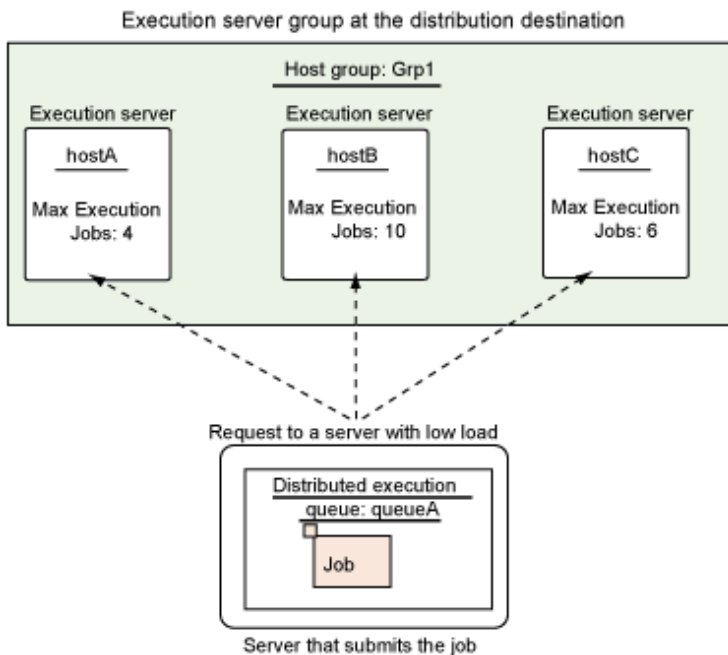 Execution server group at the distribution destination
Host group: Grp1
Execution server
Execution server
Execution server
hostA
hostB
hostC
Max Execution
Jobs: 4
Max Execution
Jobs: 10
Max Execution
Jobs: 6
Request to a server with low load
Distributed execution
queue: queueA
Job
Server that submits the job